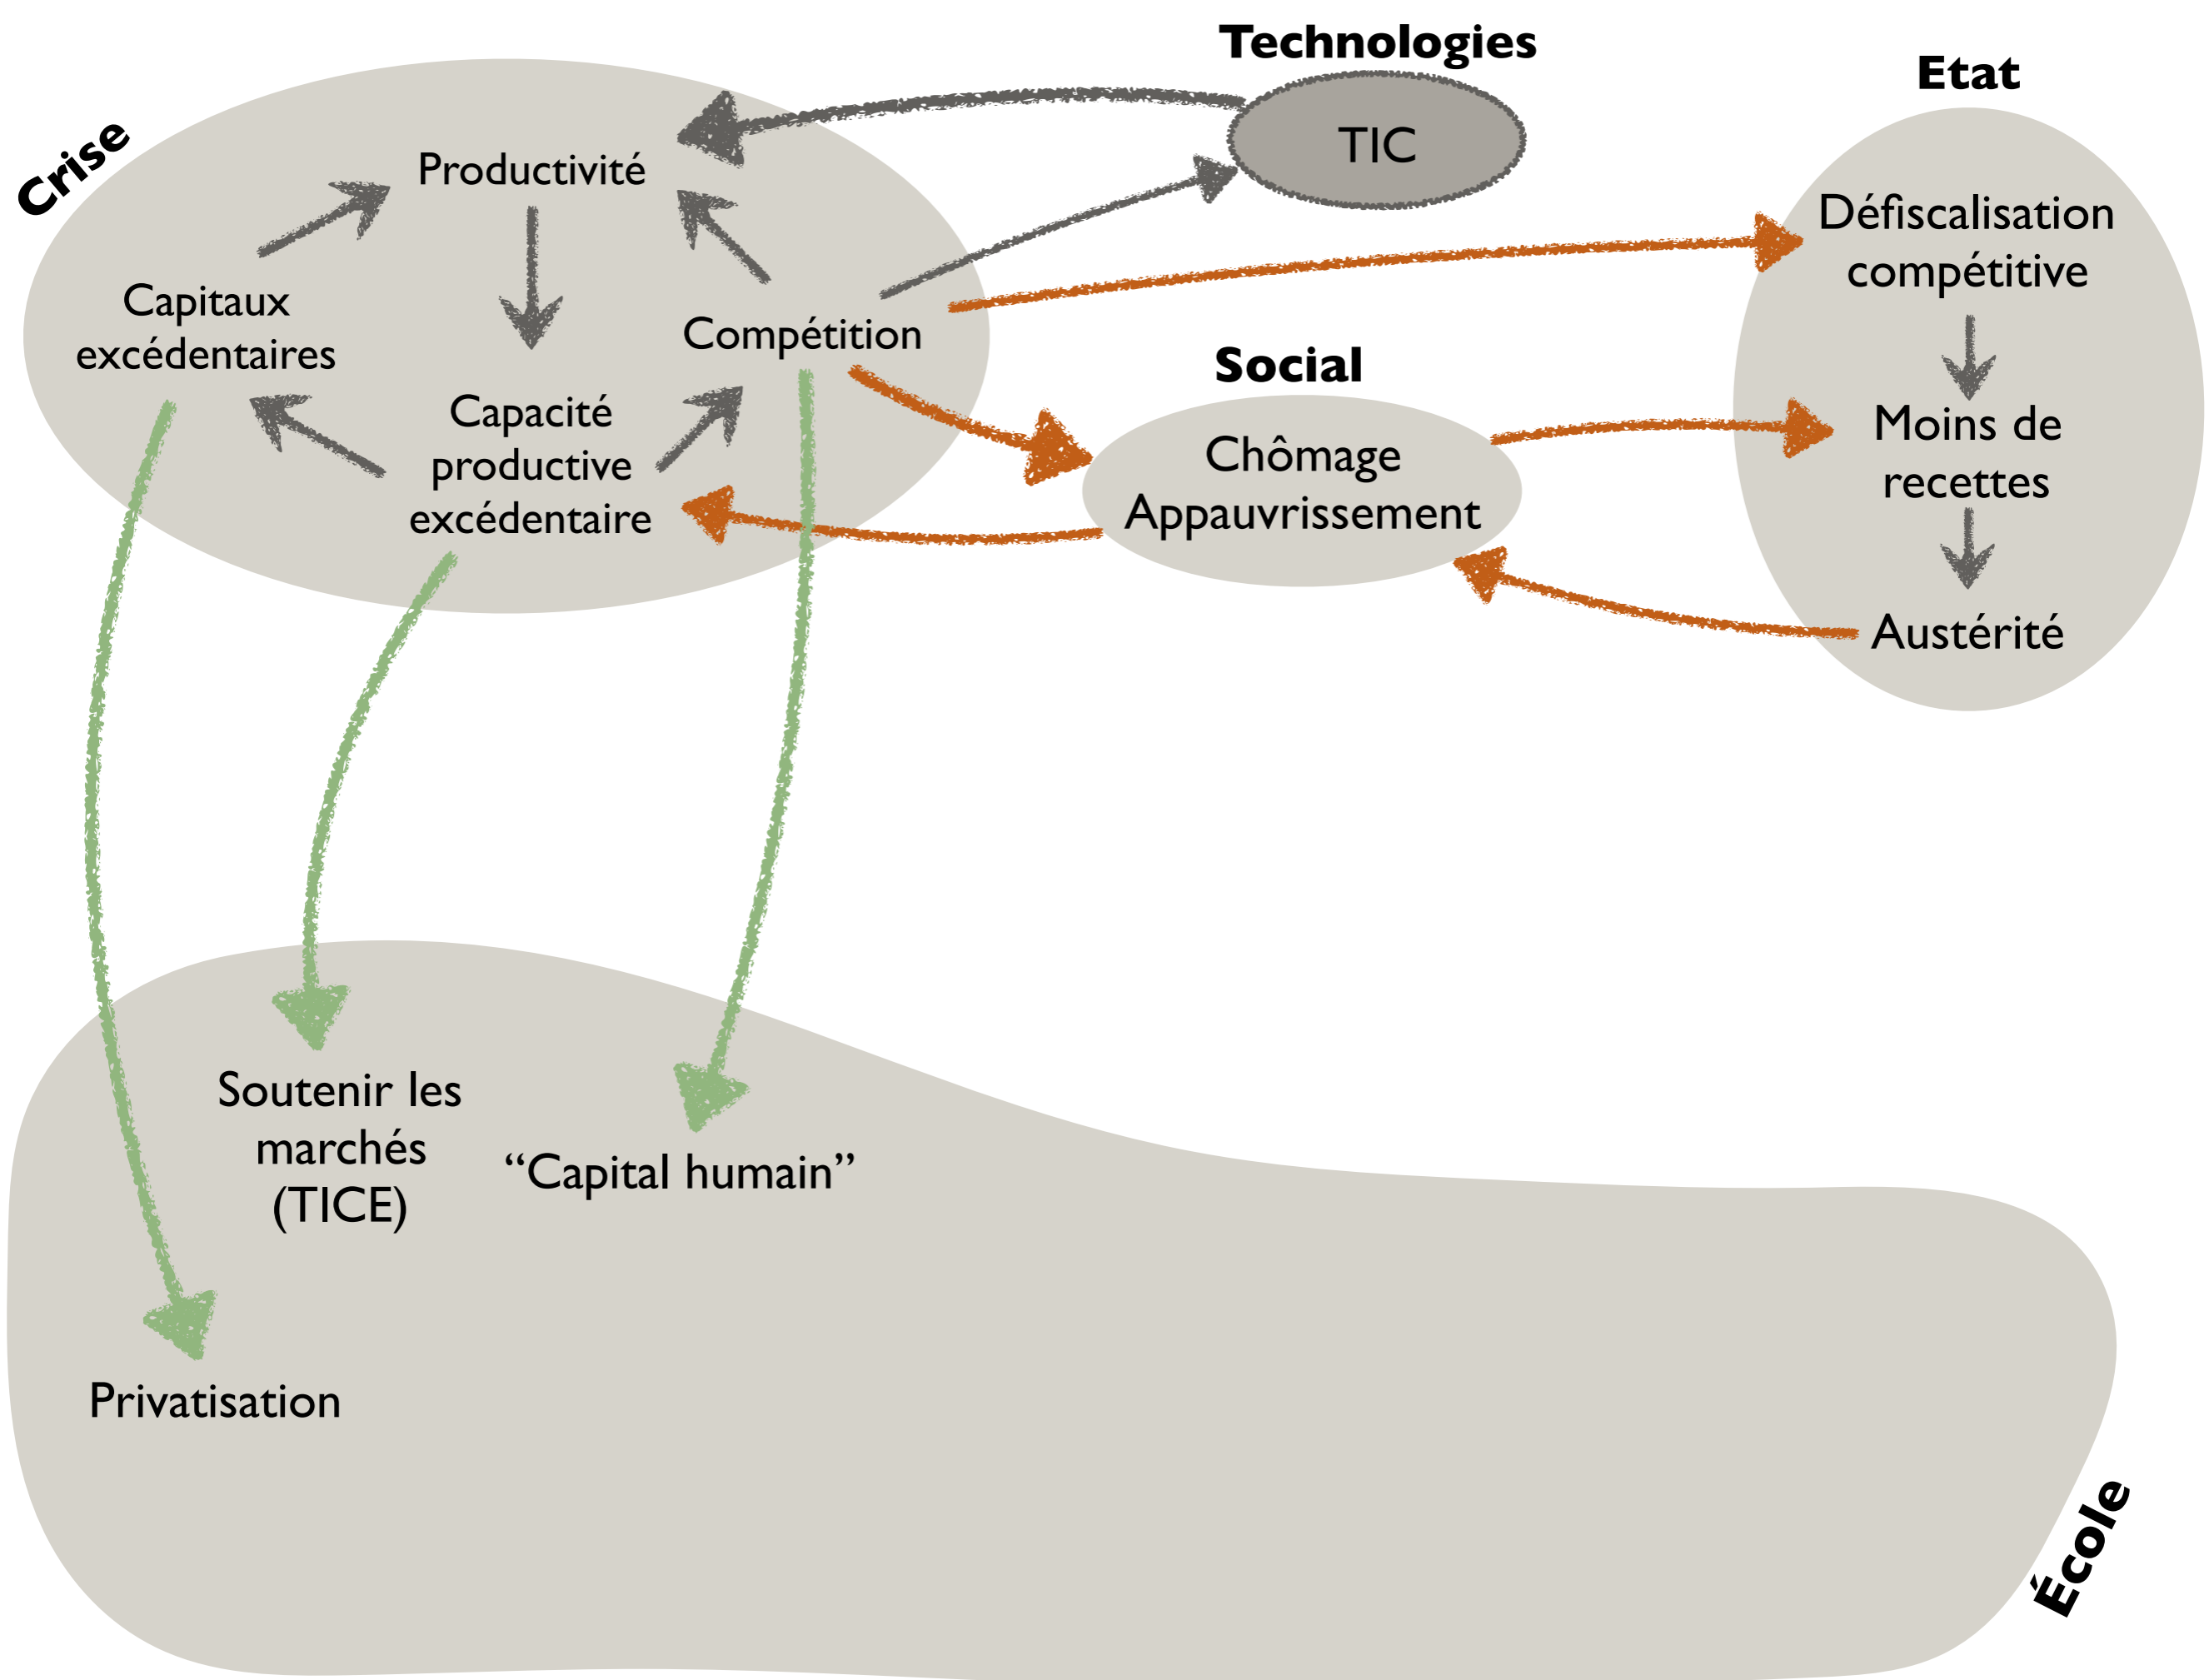 Technologies
TIC
Etat
Crise
Productivité
Défiscalisation
compétitive
Capitaux
excédentaires
Compétition
Social
Capacité
productive
excédentaire
Chômage
Appauvrissement
Moins de
recettes
Austérité
Soutenir les
marchés
(TICE)
“Capital humain”
Privatisation
École